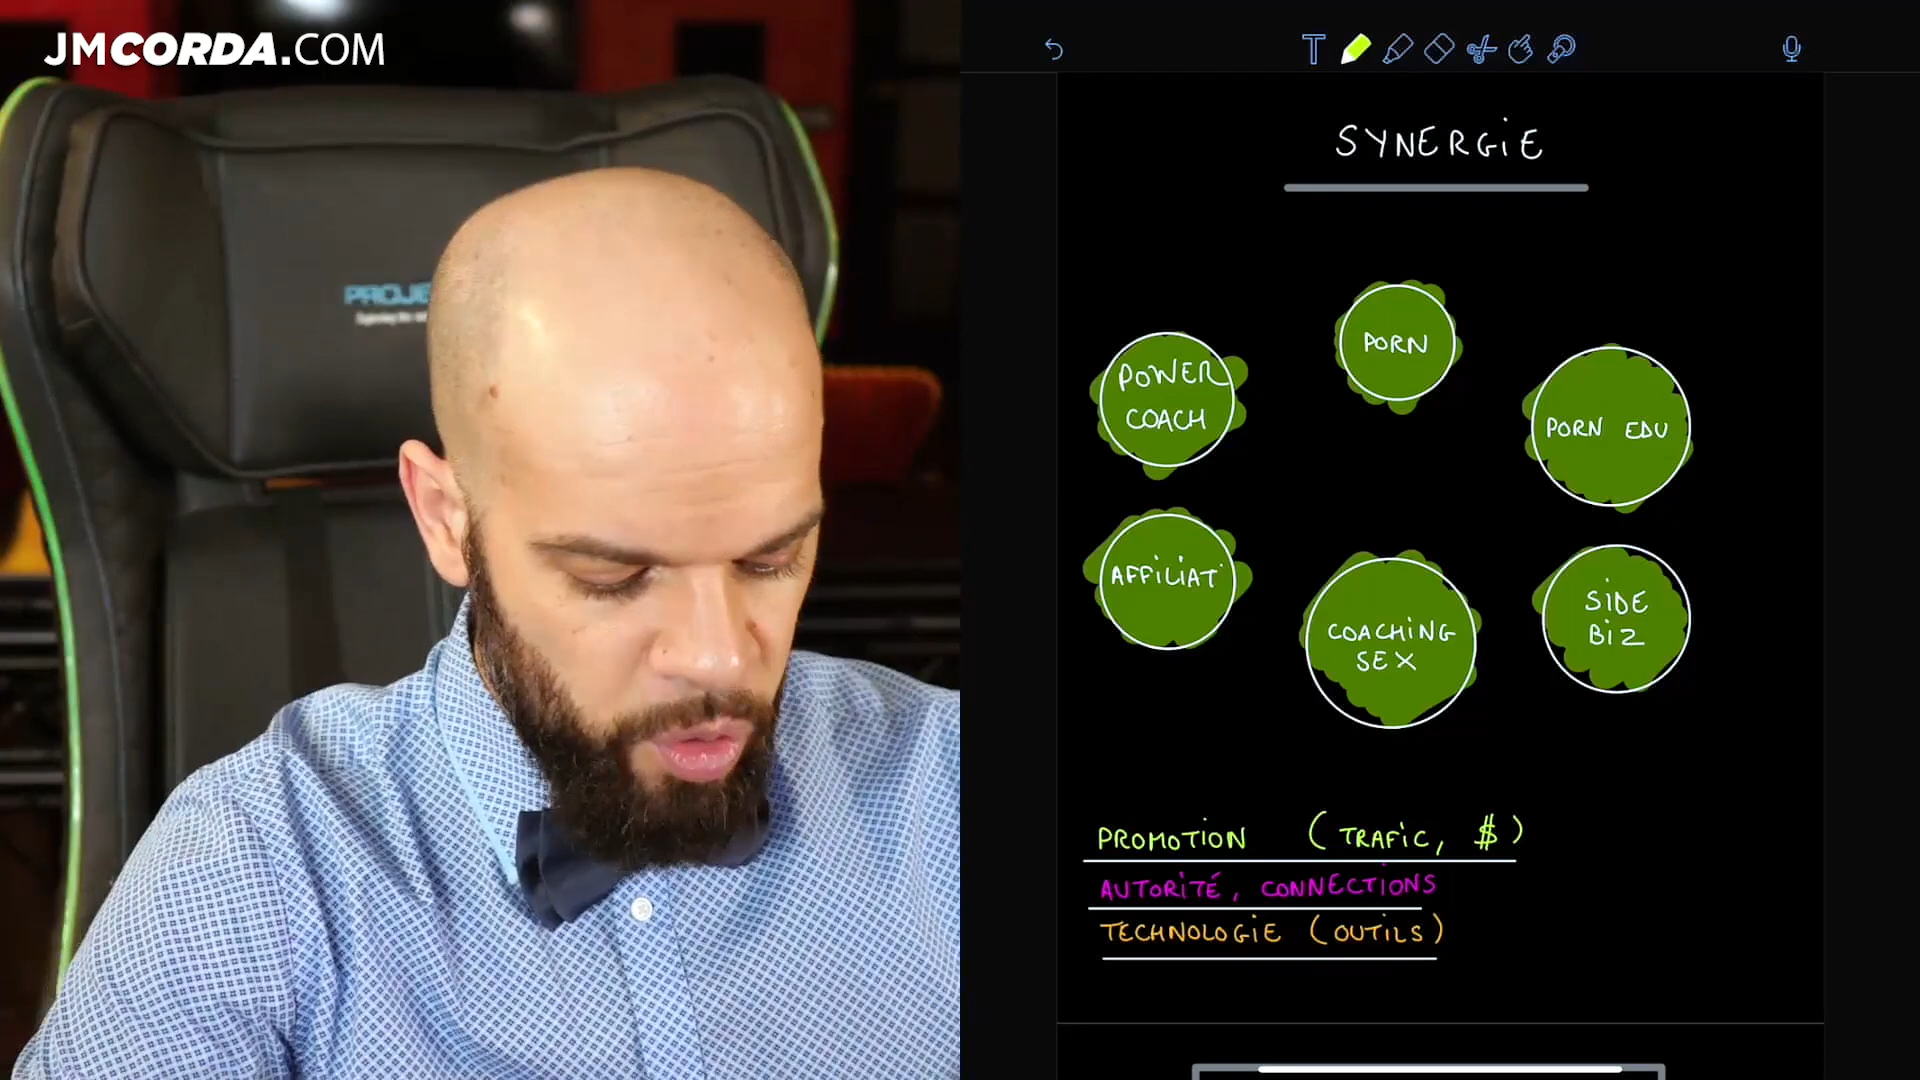 JMCORDA.COM
PROJE
T
SYNERGiE
PORN
POWER
COACH
PORN EDU
AFFiLiAT°
COACHiNG
SEX
SiDE
BiZ
PROMOTION (TRAFiC, $)
AUTORiTÉ, CONNECTIONS
TECHNOLOGiE (OUTiLS)